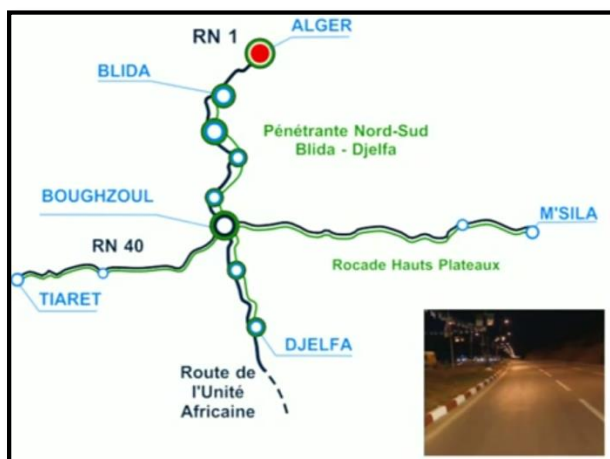 ALGER
RN 1
BLIDA
Pénétrante Nord-Sud
Blida - Djelfa
BOUGHZOUL
M'SILA
RN 40
Rocade Hauts Plateaux
TIARET
DJELFA
Route de
l'Unité
Africaine